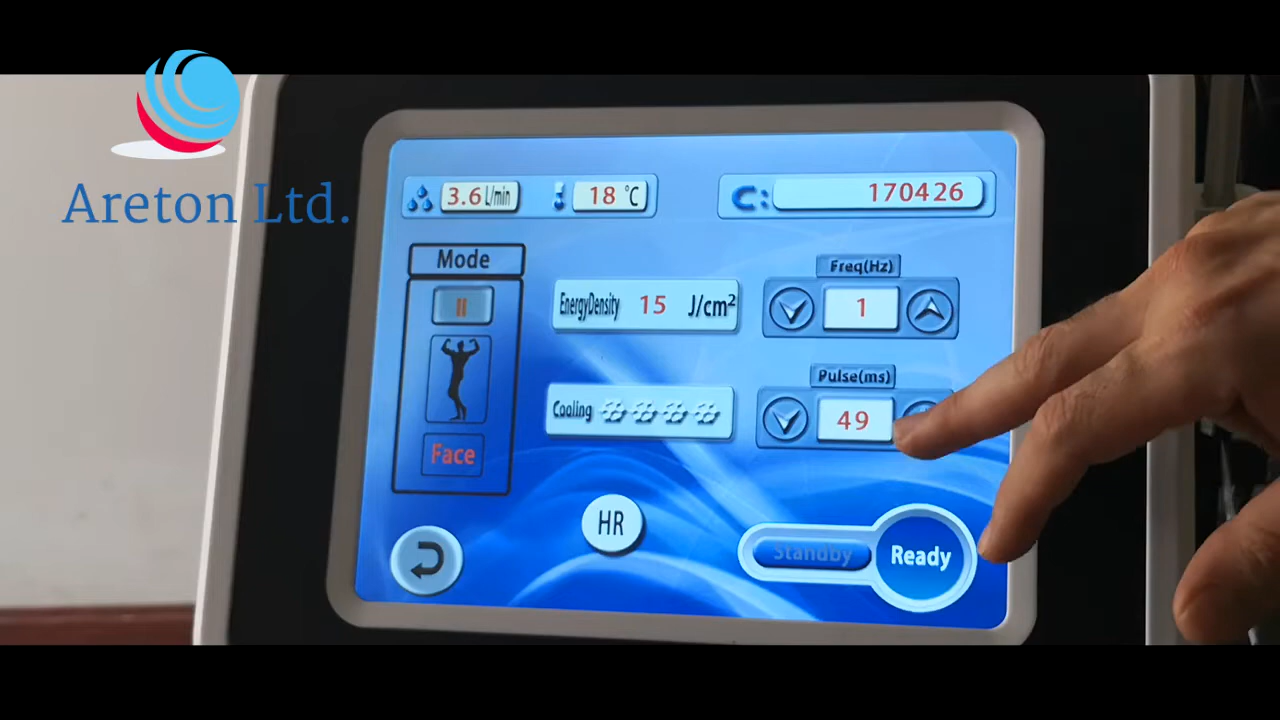 Areton Ltd.
3.6 L/min
18 °C
C: 170426
Mode
II
Face
EnergyDensity 15 J/cm²
Cooling
Freq(Hz)
1
Pulse(ms)
49
HR
Standby
Ready